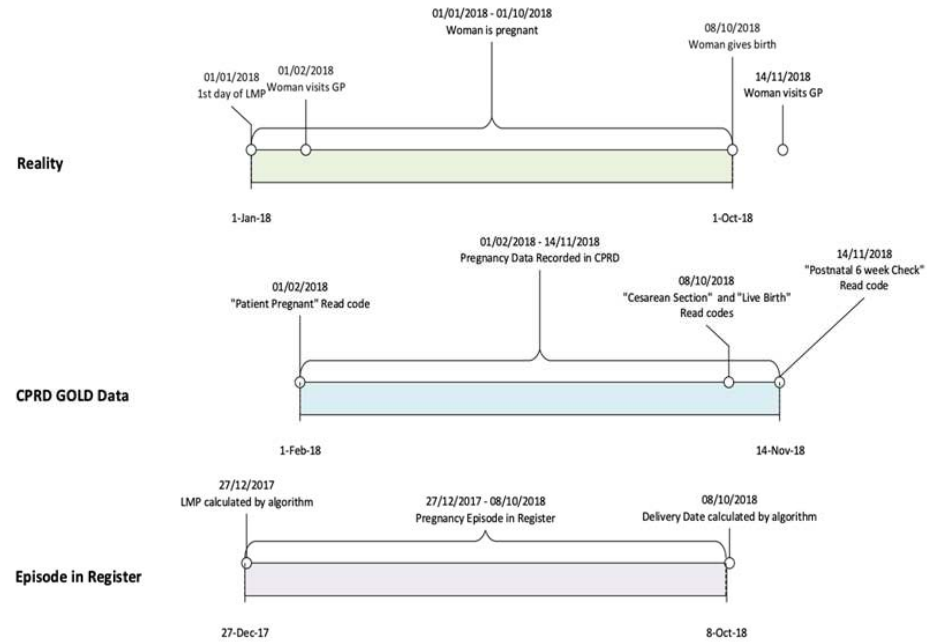 01/01/2018 - 01/10/2018
Woman is pregnant
08/10/2018
Woman gives birth
01/01/2018
1st day of LMP
01/02/2018
Woman visits GP
14/11/2018
Woman visits GP
Reality
1-Jan-18
1-Oct-18
01/02/2018 - 14/11/2018
Pregnancy Data Recorded in CPRD
14/11/2018
"Postnatal 6 week Check"
Read code
01/02/2018
"Patient Pregnant" Read code
08/10/2018
"Cesarean Section" and "Live Birth"
Read codes
CPRD GOLD Data
1-Feb-18
14-Nov-18
27/12/2017
LMP calculated by algorithm
27/12/2017 - 08/10/2018
Pregnancy Episode in Register
08/10/2018
Delivery Date calculated by algorithm
Episode in Register
27-Dec-17
8-Oct-18